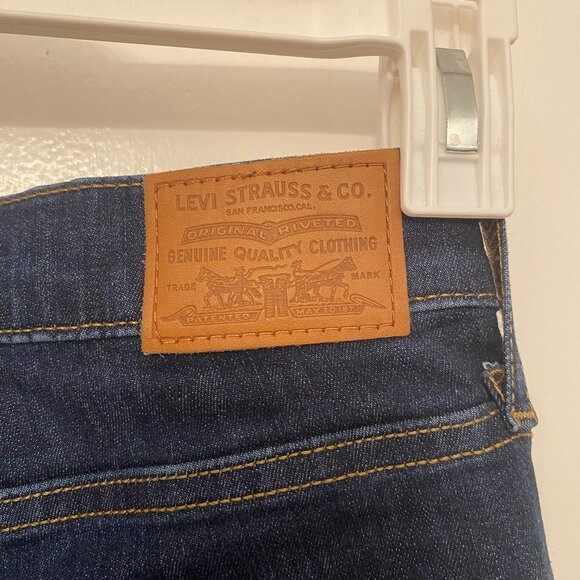 LEVI STRAUSS & CO.
SAN FRANCISCO, CAL.
ORIGINAL RIVETED
GENUINE QUALITY CLOTHING
TRADE MARK
PATENTED MAY 20 1873